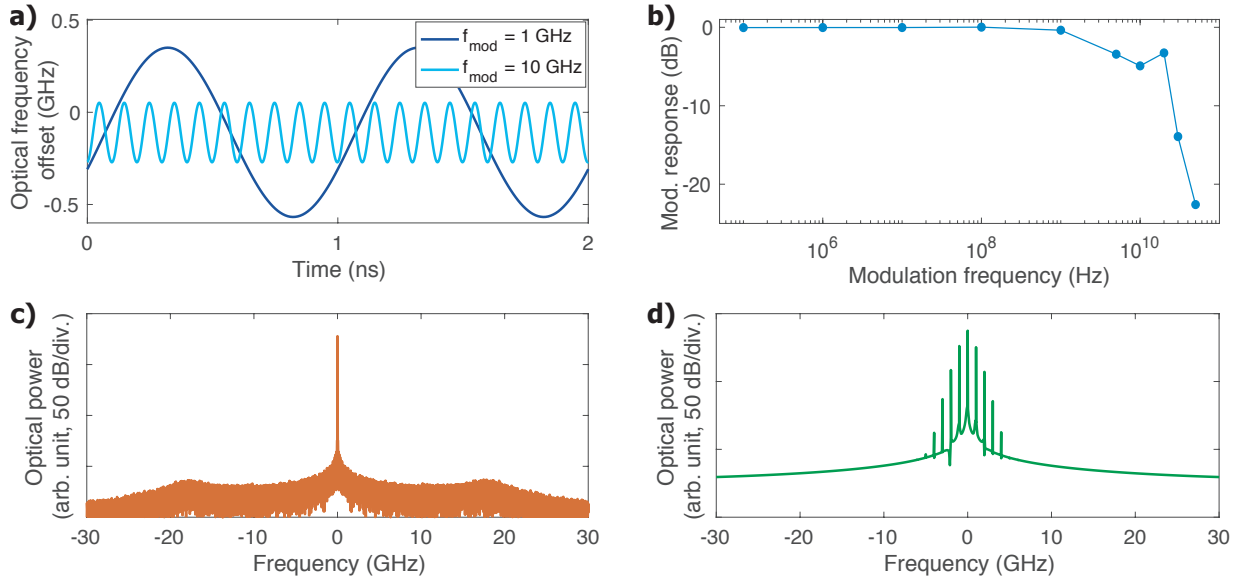 a)
Optical frequency
offset (GHz)
0.5
0
-0.5
f_mod = 1 GHz
f_mod = 10 GHz
0
1
2
Time (ns)
b)
Mod. response (dB)
0
-10
-20
10^6
10^8
10^10
Modulation frequency (Hz)
c)
Optical power
(arb. unit, 50 dB/div.)
-30
-20
-10
0
10
20
30
Frequency (GHz)
d)
Optical power
(arb. unit, 50 dB/div.)
-30
-20
-10
0
10
20
30
Frequency (GHz)